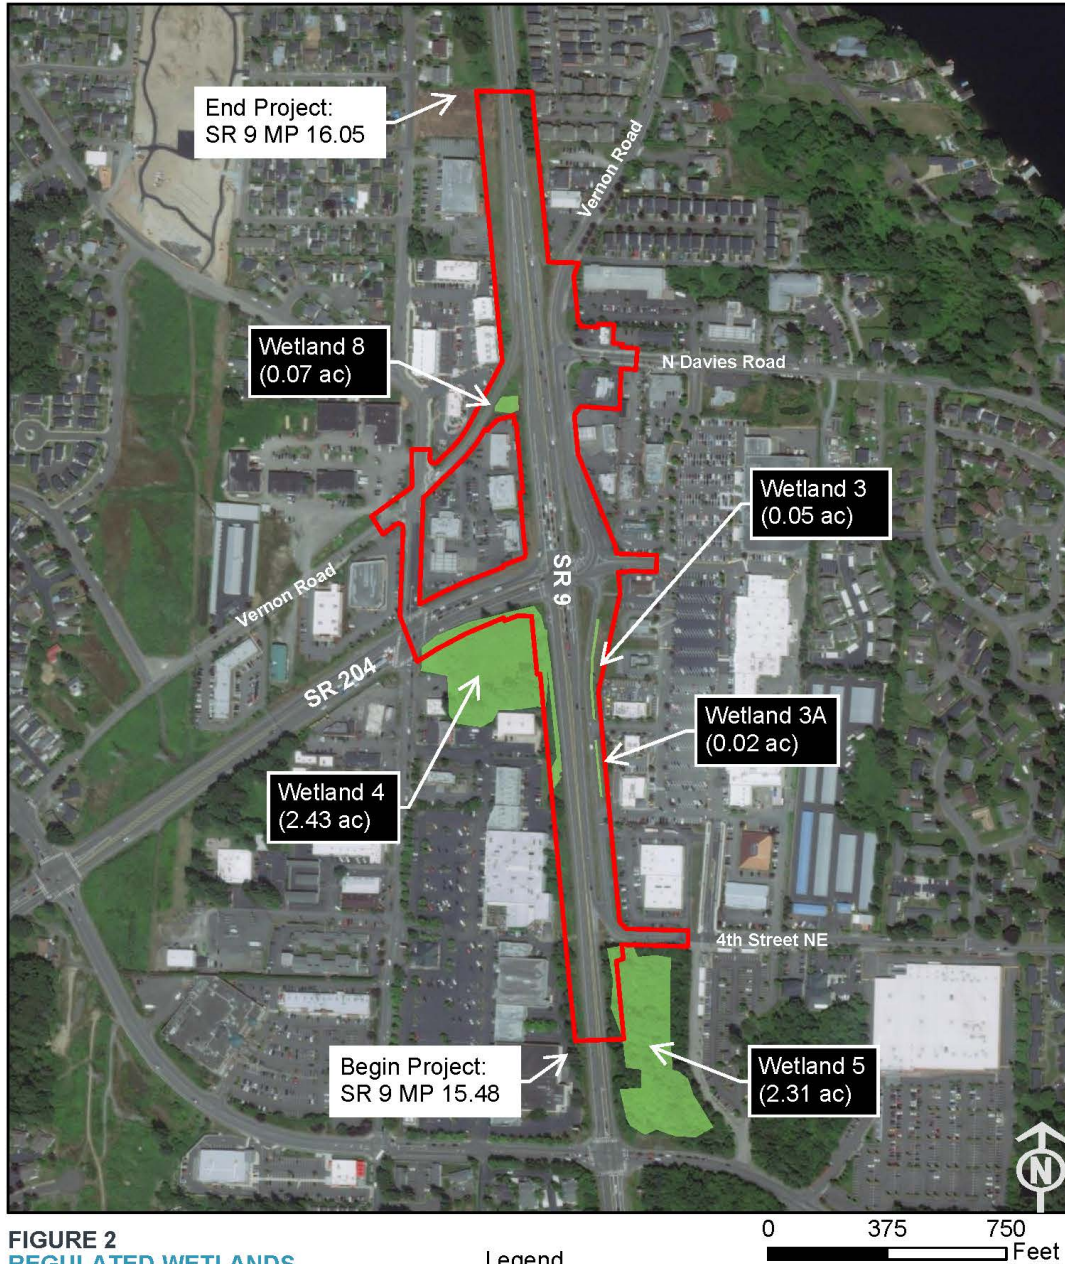 End Project:
SR 9 MP 16.05
Vernon Road
Wetland 8
(0.07 ac)
N Davies Road
Wetland 3
(0.05 ac)
SR 9
Vernon Road
SR 204
Wetland 3A
(0.02 ac)
Wetland 4
(2.43 ac)
4th Street NE
Begin Project:
SR 9 MP 15.48
Wetland 5
(2.31 ac)
N
FIGURE 2
REGULATED WETLANDS
Legend
0 375 750
Feet